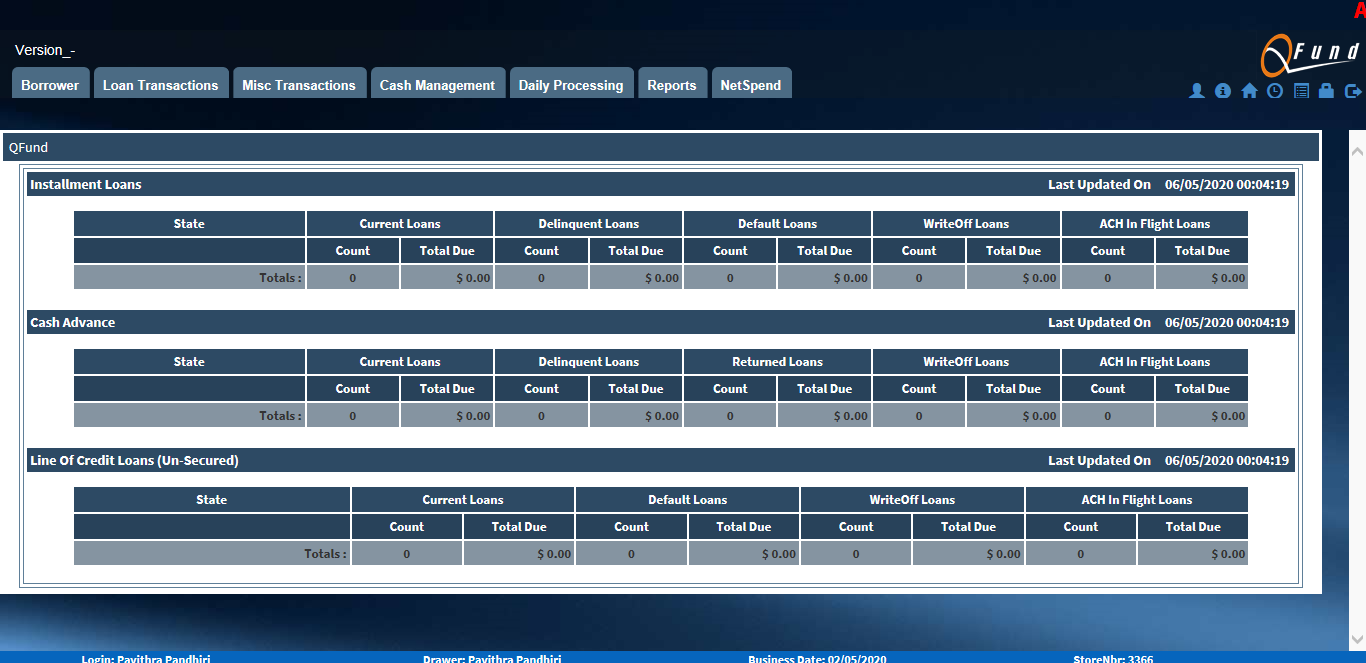 A
Version_-
QFund
Borrower Loan Transactions Misc Transactions Cash Management Daily Processing Reports NetSpend
QFund
Installment Loans Last Updated On 06/05/2020 00:04:19
State Current Loans Delinquent Loans Default Loans WriteOff Loans ACH In Flight Loans
Count Total Due Count Total Due Count Total Due Count Total Due Count Total Due
Totals : 0 $ 0.00 0 $ 0.00 0 $ 0.00 0 $ 0.00 0 $ 0.00
Cash Advance Last Updated On 06/05/2020 00:04:19
State Current Loans Delinquent Loans Returned Loans WriteOff Loans ACH In Flight Loans
Count Total Due Count Total Due Count Total Due Count Total Due Count Total Due
Totals : 0 $ 0.00 0 $ 0.00 0 $ 0.00 0 $ 0.00 0 $ 0.00
Line Of Credit Loans (Un-Secured) Last Updated On 06/05/2020 00:04:19
State Current Loans Default Loans WriteOff Loans ACH In Flight Loans
Count Total Due Count Total Due Count Total Due Count Total Due
Totals : 0 $ 0.00 0 $ 0.00 0 $ 0.00 0 $ 0.00
Login: Pavithra Pandhiri Drawer: Pavithra Pandhiri Business Date: 02/05/2020 StoreNbr: 3366